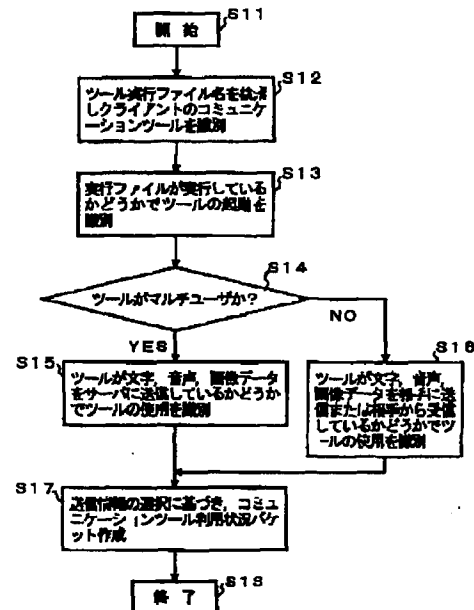 S11
開 始
S12
ツール実行ファイル名を検索
しクライアントのコミュニケ
ーションツールを識別
S13
実行ファイルが実行している
かどうかでツールの起動を
識別
S14
ツールがマルチユーザか?
YES
NO
S15
ツールが文字,音声,画像データ
をサーバに送信しているかどうか
でツールの使用を識別
S16
ツールが文字,音声,
画像データを相手に送
信または相手から受信
しているかどうかでツ
ールの使用を識別
S17
送信情報の選択に基づき,コミュ
ニケーションツール利用状況パケ
ット作成
S18
終 了